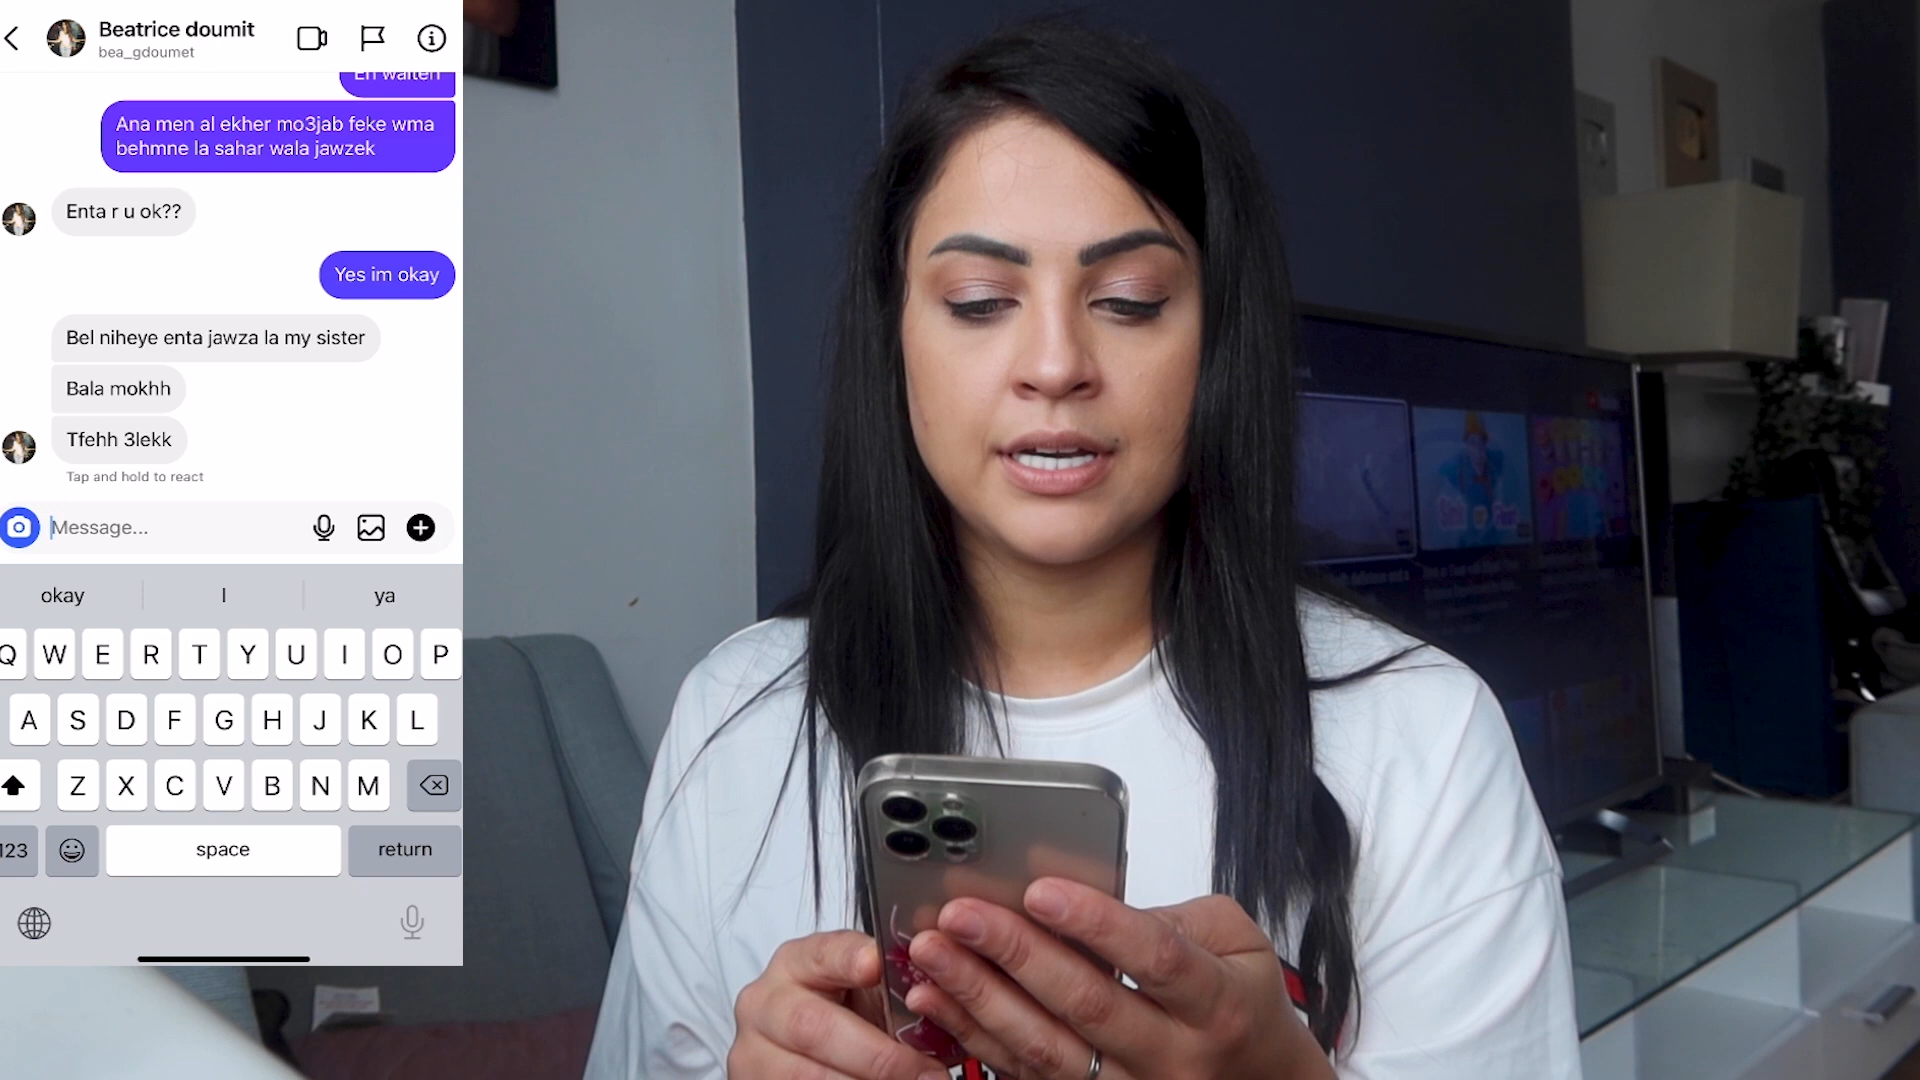 Beatrice doumit
bea_gdoumet
Eh walten
Ana men al ekher mo3jab feke wma
behmne la sahar wala jawzek
Enta r u ok??
Yes im okay
Bel niheye enta jawza la my sister
Bala mokhh
Tfehh 3lekk
Tap and hold to react
Message...
okay I ya
Q W E R T Y U I O P
A S D F G H J K L
Z X C V B N M
123 space return